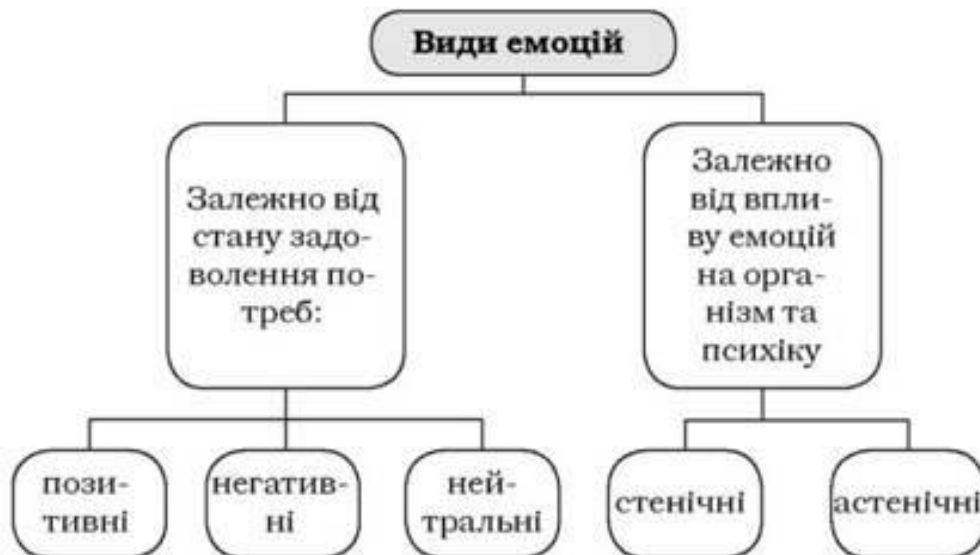 Види емоцій
Залежно від
стану задо-
волення по-
треб:
Залежно
від впли-
ву емоцій
на орга-
нізм та
психіку
пози-
тивні
негатив-
ні
ней-
тральні
стенічні
астенічні